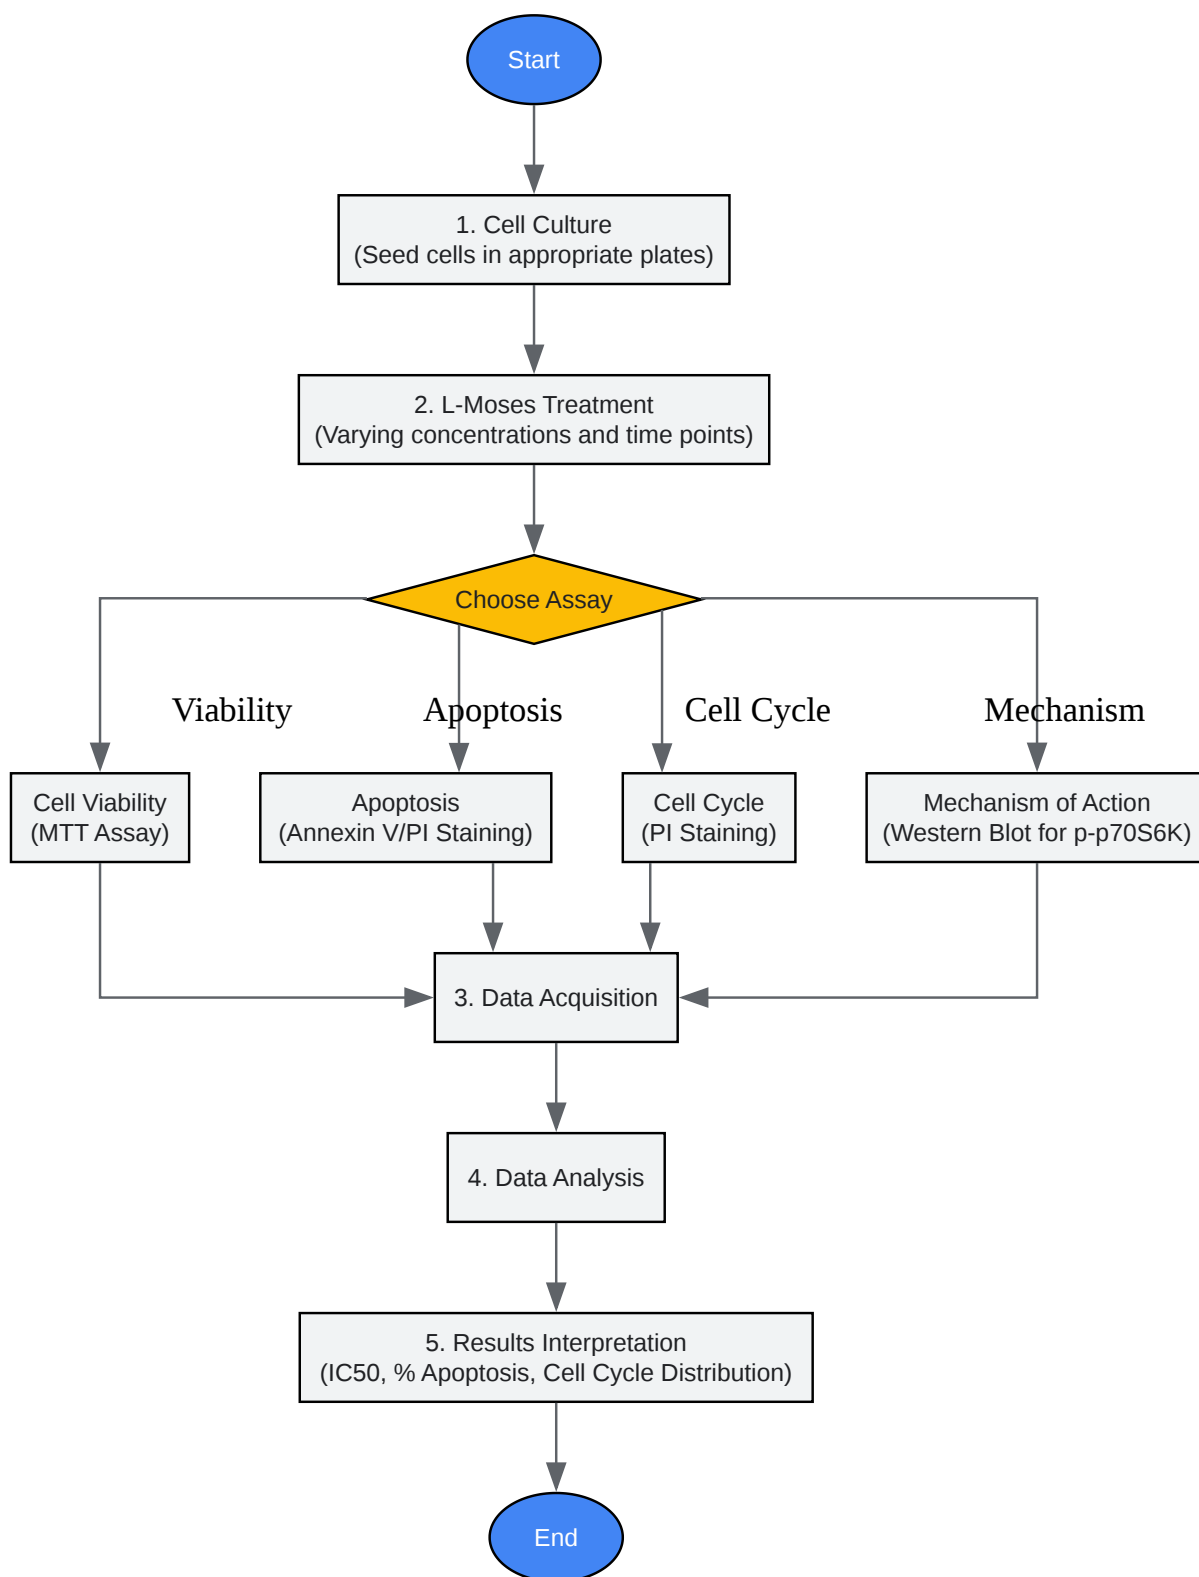 Start
1. Cell Culture
(Seed cells in appropriate plates)
2. L-Moses Treatment
(Varying concentrations and time points)
Choose Assay
Viability
Apoptosis
Cell Cycle
Mechanism
Cell Viability
(MTT Assay)
Apoptosis
(Annexin V/PI Staining)
Cell Cycle
(PI Staining)
Mechanism of Action
(Western Blot for p-p70S6K)
3. Data Acquisition
4. Data Analysis
5. Results Interpretation
(IC50, % Apoptosis, Cell Cycle Distribution)
End